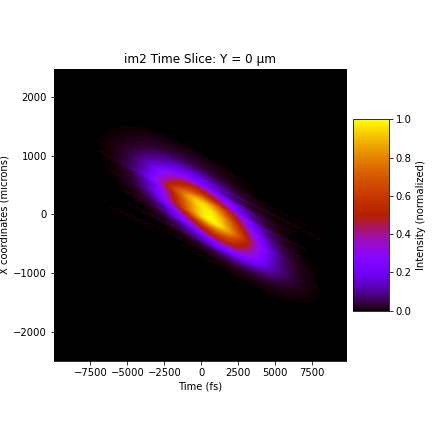 im2 Time Slice: Y = 0 μm
X coordinates (microns)
2000
1000
0
−1000
−2000
−7500 −5000 −2500 0 2500 5000 7500
Time (fs)
1.0
0.8
0.6
0.4
0.2
0.0
Intensity (normalized)